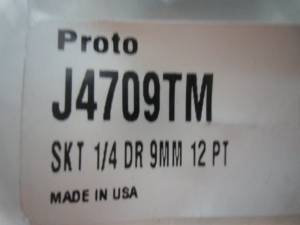 Proto
J4709TM
SKT 1/4 DR 9MM 12 PT
MADE IN USA